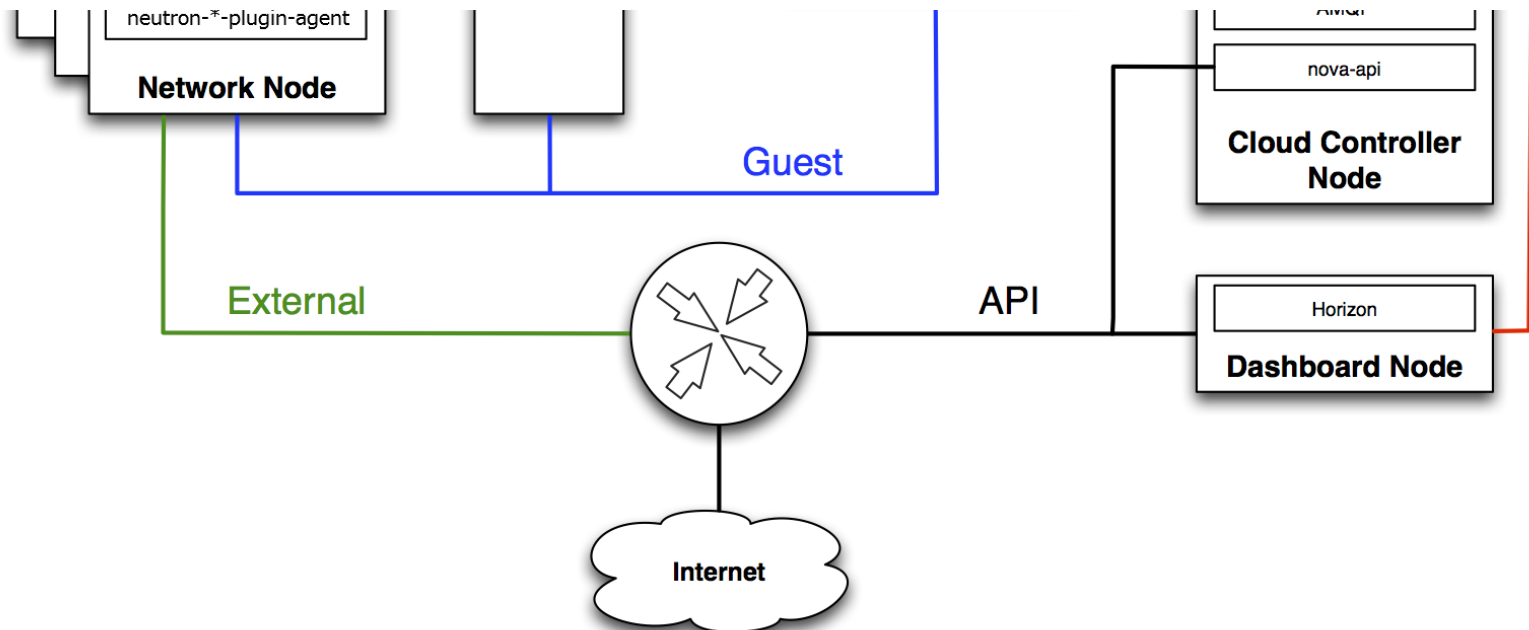 neutron-*-plugin-agent
Network Node
Guest
nova-api
Cloud Controller
Node
External
API
Horizon
Dashboard Node
Internet